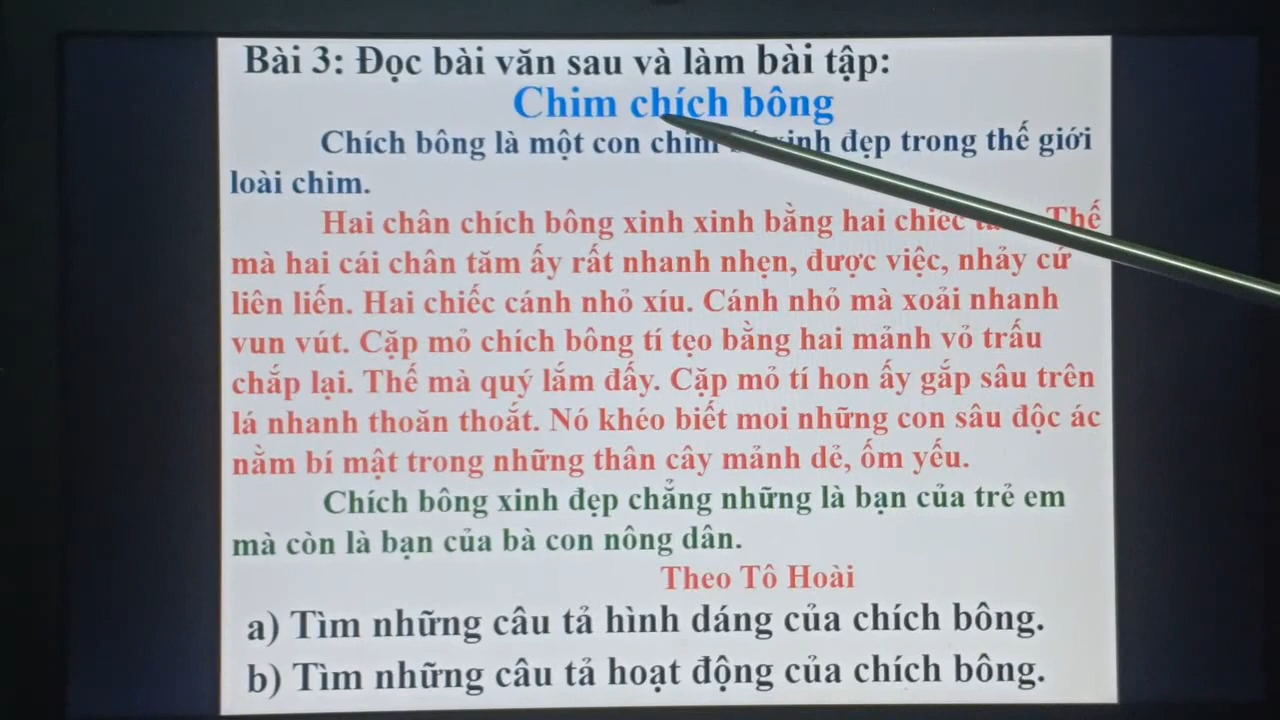 Bài 3: Đọc bài văn sau và làm bài tập:
Chim chích bông
Chích bông là một con chim xinh đẹp trong thế giới
loài chim.
Hai chân chích bông xinh xinh bằng hai chiếc Thế
mà hai cái chân tăm ấy rất nhanh nhẹn, được việc, nhảy cứ
liên liến. Hai chiếc cánh nhỏ xíu. Cánh nhỏ mà xoải nhanh
vun vút. Cặp mỏ chích bông tí tẹo bằng hai mảnh vỏ trấu
chắp lại. Thế mà quý lắm đấy. Cặp mỏ tí hon ấy gắp sâu trên
lá nhanh thoăn thoắt. Nó khéo biết moi những con sâu độc ác
nằm bí mật trong những thân cây mảnh dẻ, ốm yếu.
Chích bông xinh đẹp chẳng những là bạn của trẻ em
mà còn là bạn của bà con nông dân.
Theo Tô Hoài
a) Tìm những câu tả hình dáng của chích bông.
b) Tìm những câu tả hoạt động của chích bông.